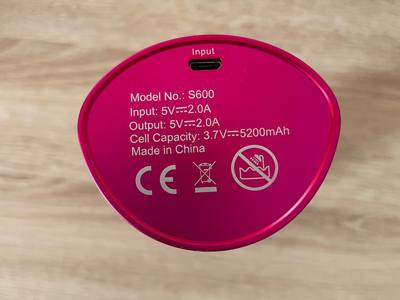 Input
Model No.: S600
Input: 5V⎓2.0A
Output: 5V⎓2.0A
Cell Capacity: 3.7V⎓5200mAh
Made in China
CE